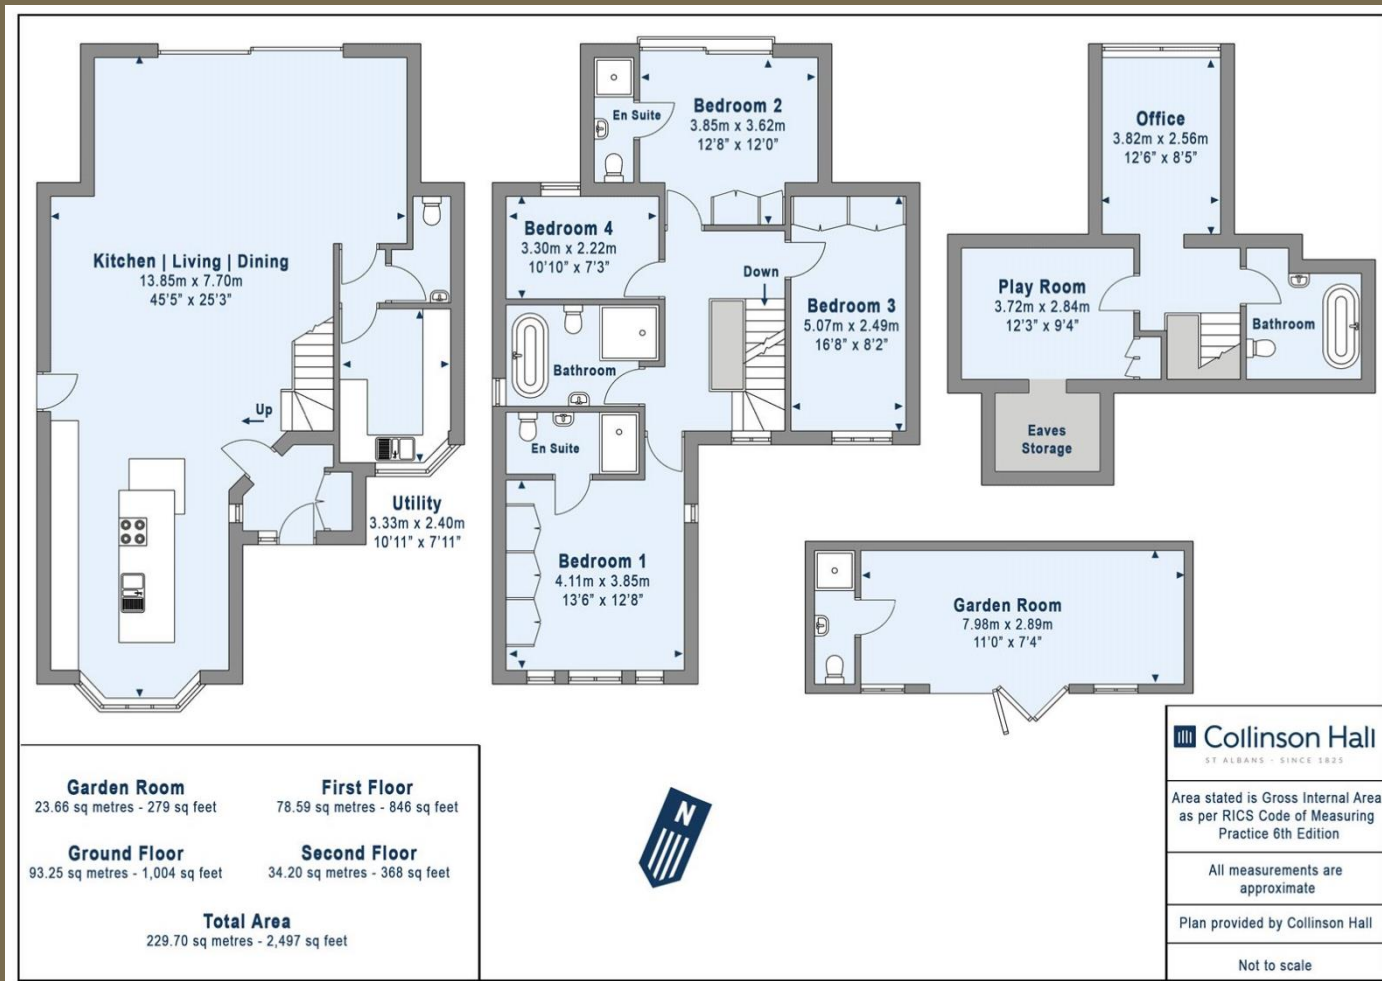 Kitchen | Living | Dining
13.85m x 7.70m
45'5" x 25'3"
Up
Utility
3.33m x 2.40m
10'11" x 7'11"
En Suite
Bedroom 2
3.85m x 3.62m
12'8" x 12'0"
Bedroom 4
3.30m x 2.22m
10'10" x 7'3"
Down
Bedroom 3
5.07m x 2.49m
16'8" x 8'2"
Bathroom
En Suite
Bedroom 1
4.11m x 3.85m
13'6" x 12'8"
Office
3.82m x 2.56m
12'6" x 8'5"
Play Room
3.72m x 2.84m
12'3" x 9'4"
Bathroom
Eaves
Storage
Garden Room
7.98m x 2.89m
11'0" x 7'4"
Garden Room
23.66 sq metres - 279 sq feet
First Floor
78.59 sq metres - 846 sq feet
Ground Floor
93.25 sq metres - 1,004 sq feet
Second Floor
34.20 sq metres - 368 sq feet
Total Area
229.70 sq metres - 2,497 sq feet
N
Collinson Hall
ST ALBANS - SINCE 1825
Area stated is Gross Internal Area
as per RICS Code of Measuring
Practice 6th Edition
All measurements are
approximate
Plan provided by Collinson Hall
Not to scale